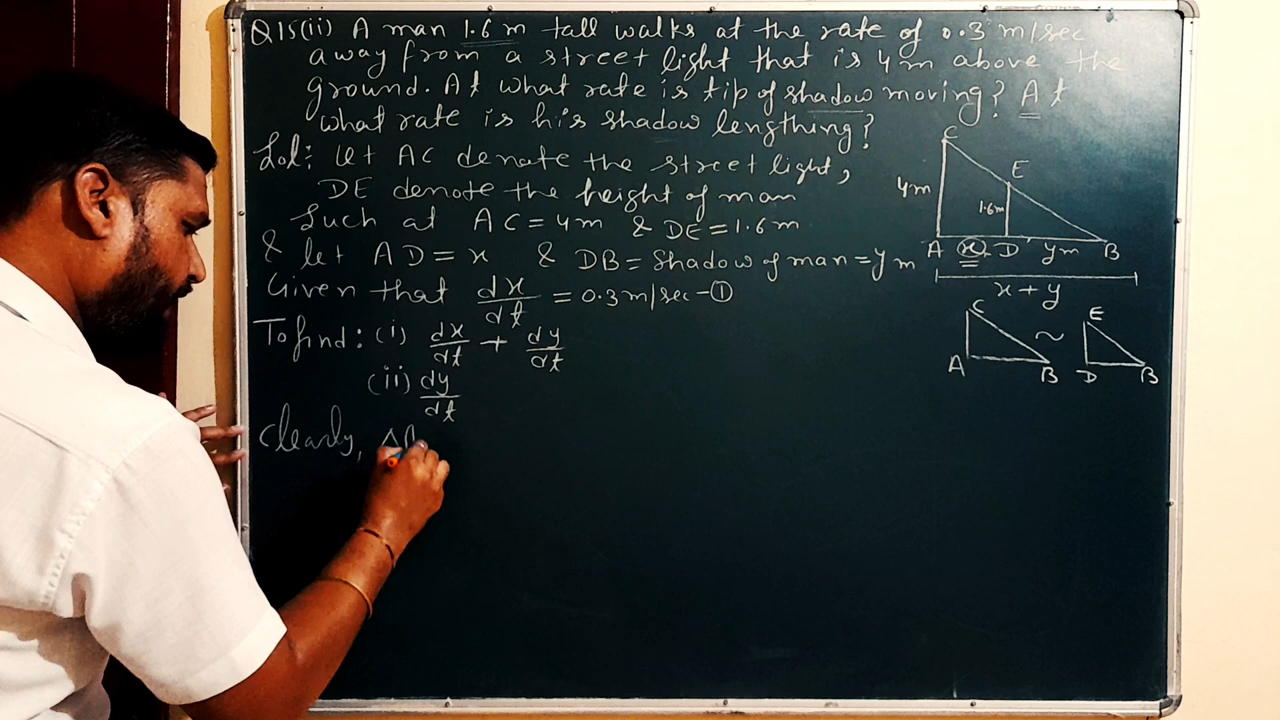 Q15(ii) A man 1.6 m tall walks at the rate of 0.3 m/sec
away from a street light that is 4m above the
ground. At what rate is tip of shadow moving? At
what rate is his shadow lengthing?
Sol: Let AC denate the street light,
DE denote the height of man
Such at AC = 4m & DE = 1.6m
& let AD = x & DB = Shadow of man = y m
Given that dx/dt = 0.3 m/sec - ①
To find: (i) dx/dt + dy/dt
(ii) dy/dt
Clearly, Δ
C
E
4m
1.6m
A x D ym B
x + y
C E
~
A B D B